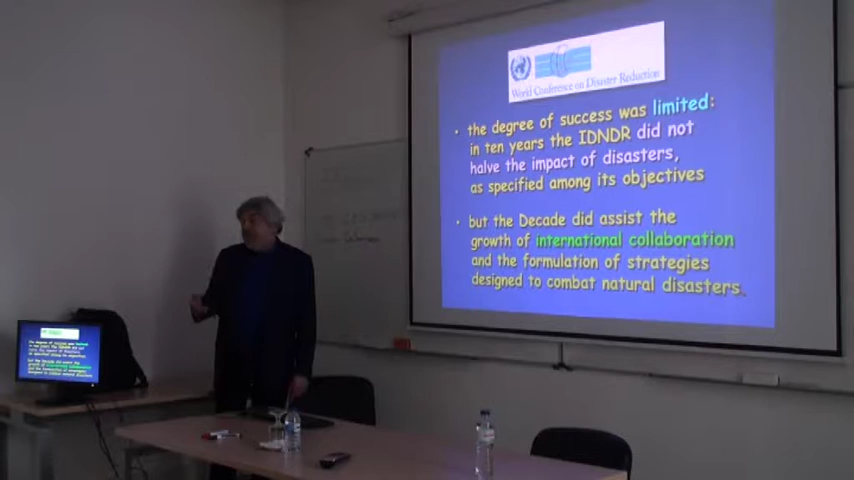 World Conference on Disaster Reduction
• the degree of success was limited:
in ten years the IDNDR did not
halve the impact of disasters,
as specified among its objectives
• but the Decade did assist the
growth of international collaboration
and the formulation of strategies
designed to combat natural disasters.